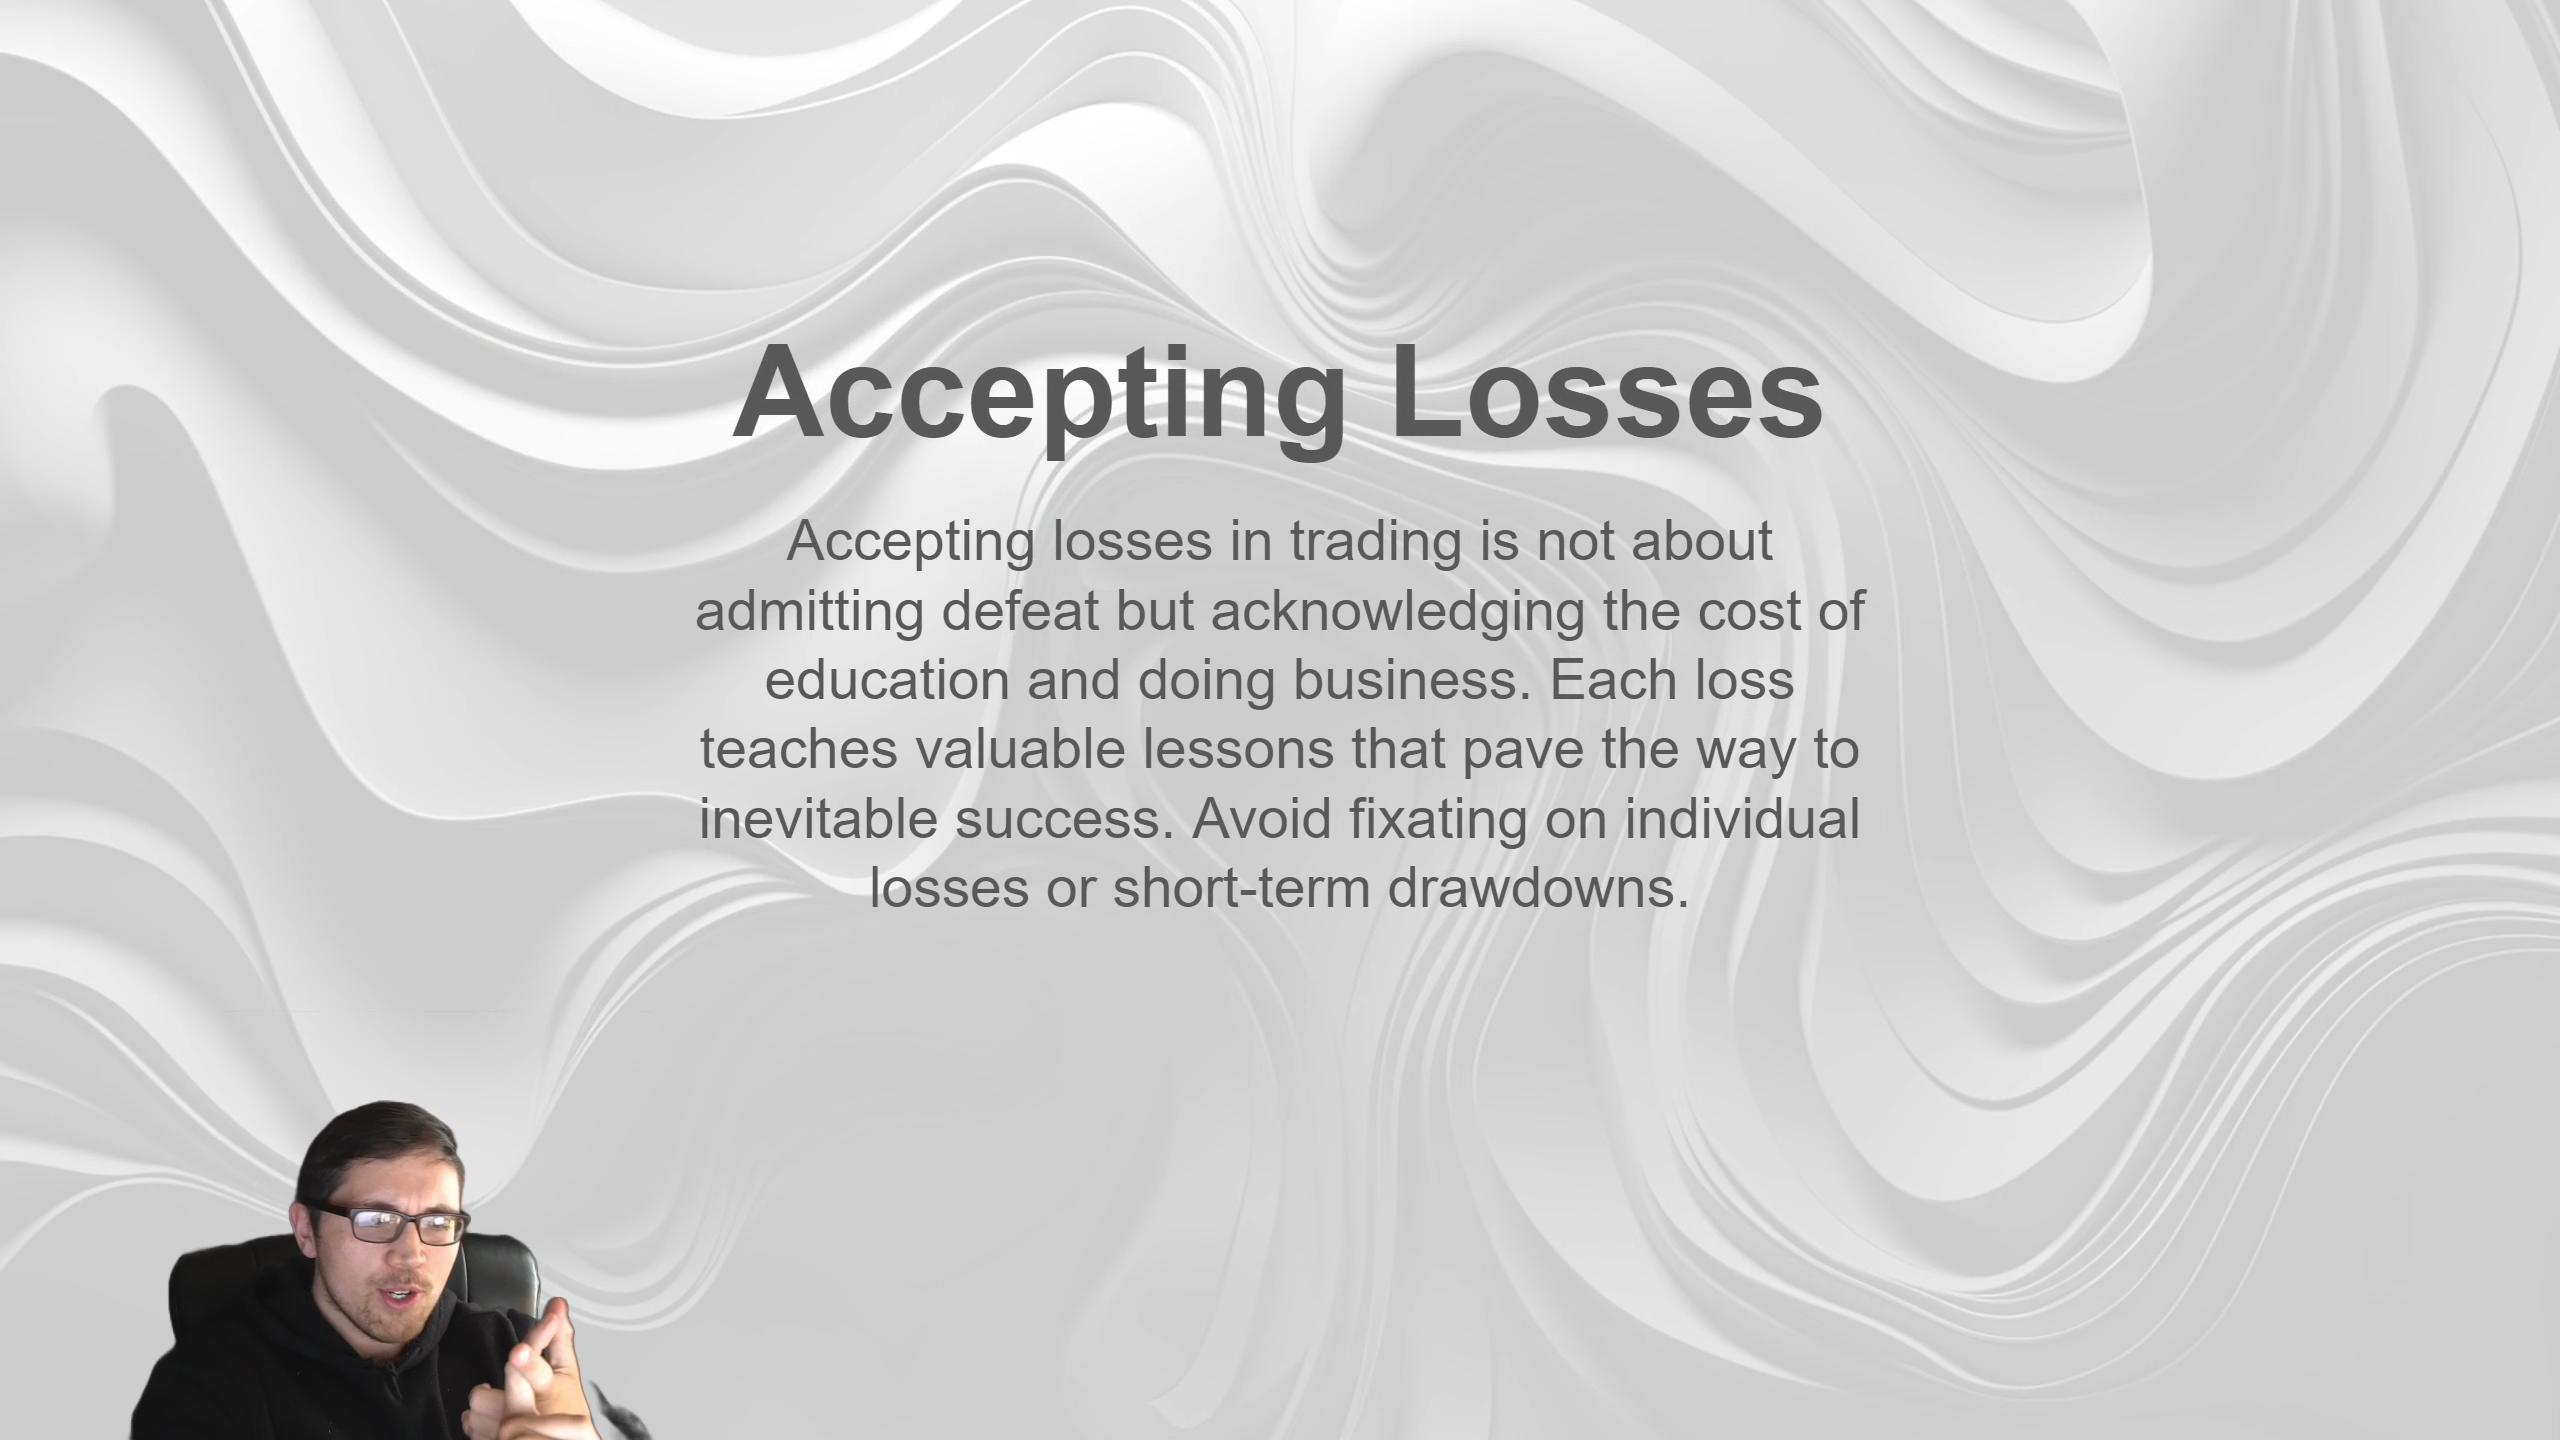 Accepting Losses
Accepting losses in trading is not about
admitting defeat but acknowledging the cost of
education and doing business. Each loss
teaches valuable lessons that pave the way to
inevitable success. Avoid fixating on individual
losses or short-term drawdowns.